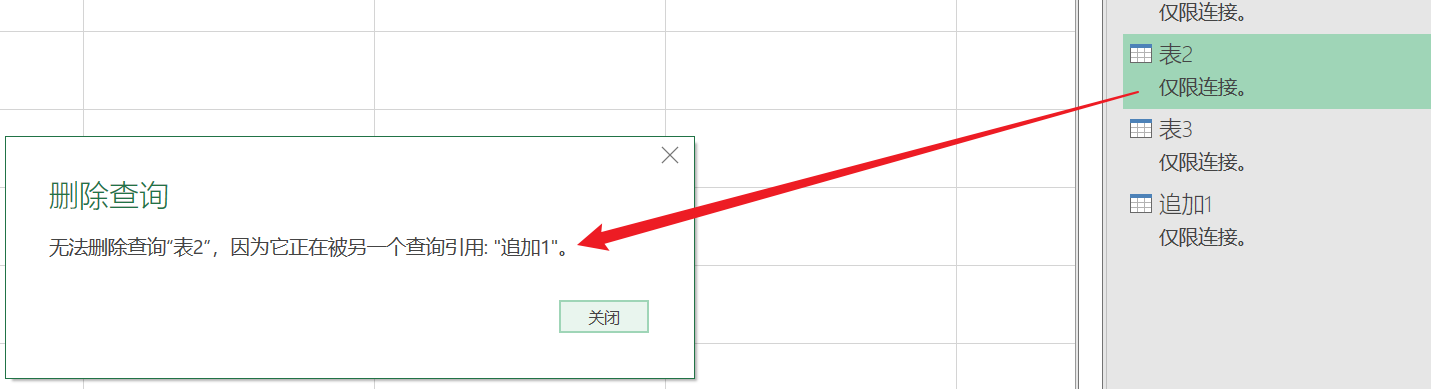 仅限连接。
表2
仅限连接。
表3
仅限连接。
追加1
仅限连接。
删除查询
无法删除查询“表2”，因为它正在被另一个查询引用: "追加1"。
关闭